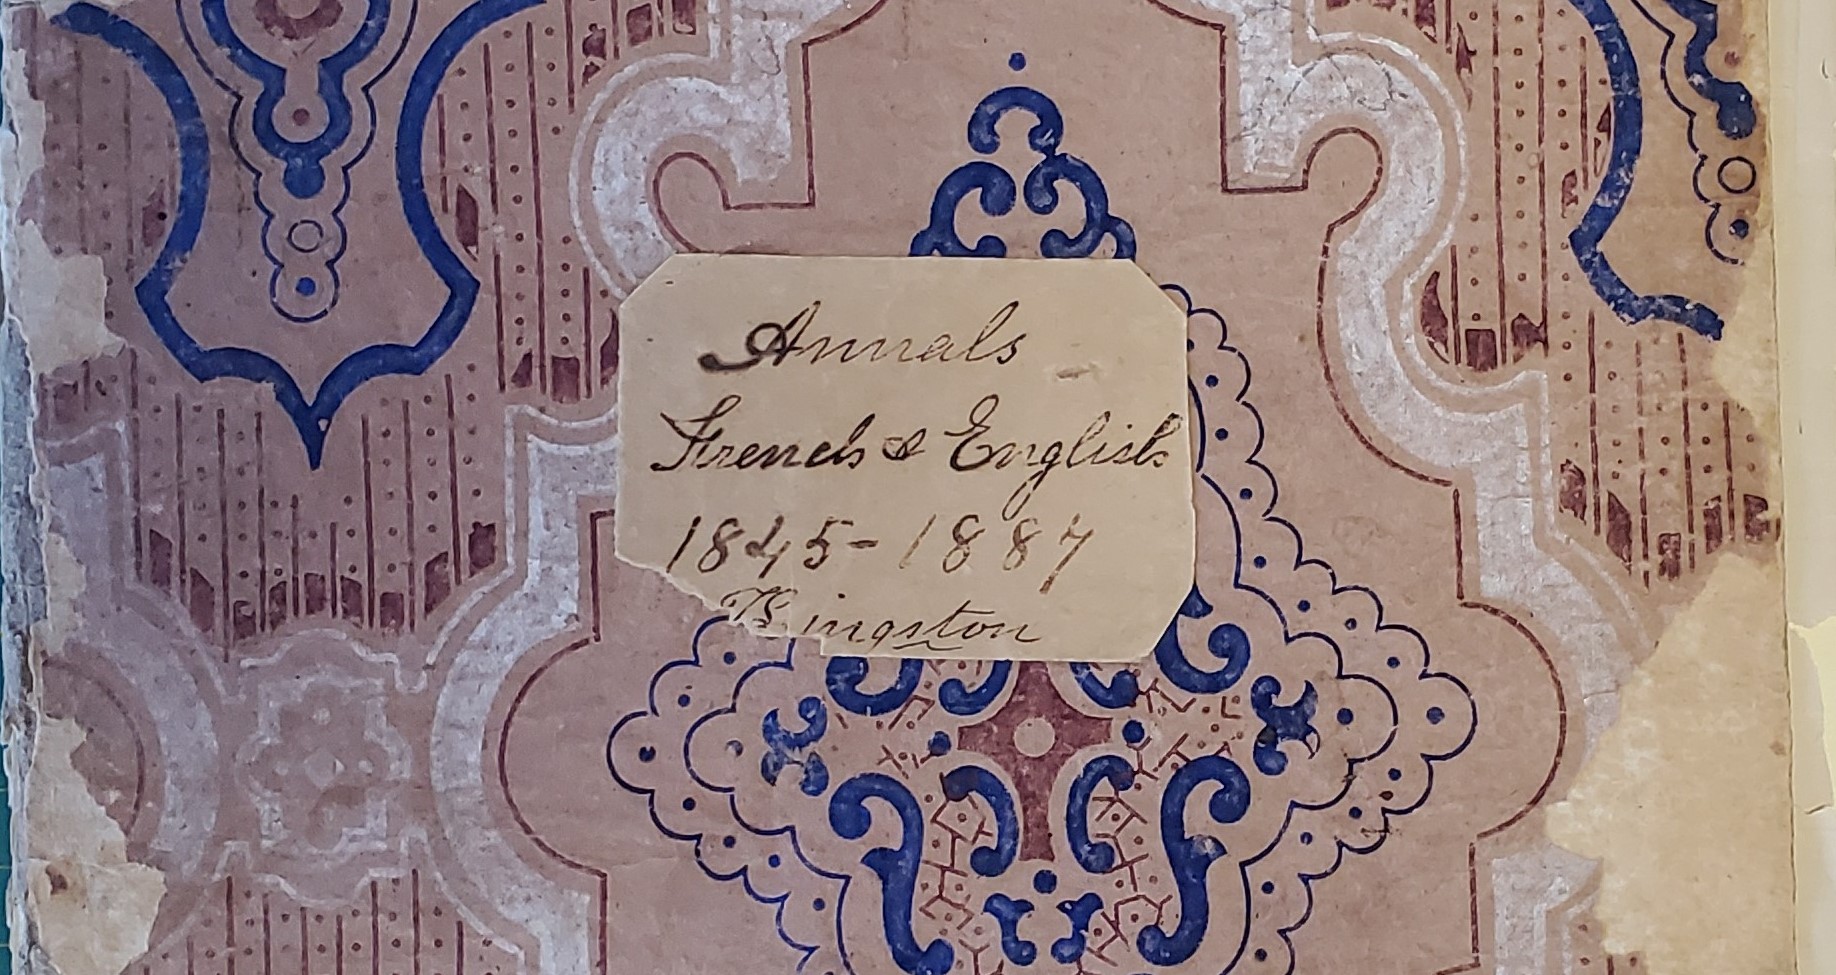 Annals
French & English
1845-1887
Kingston